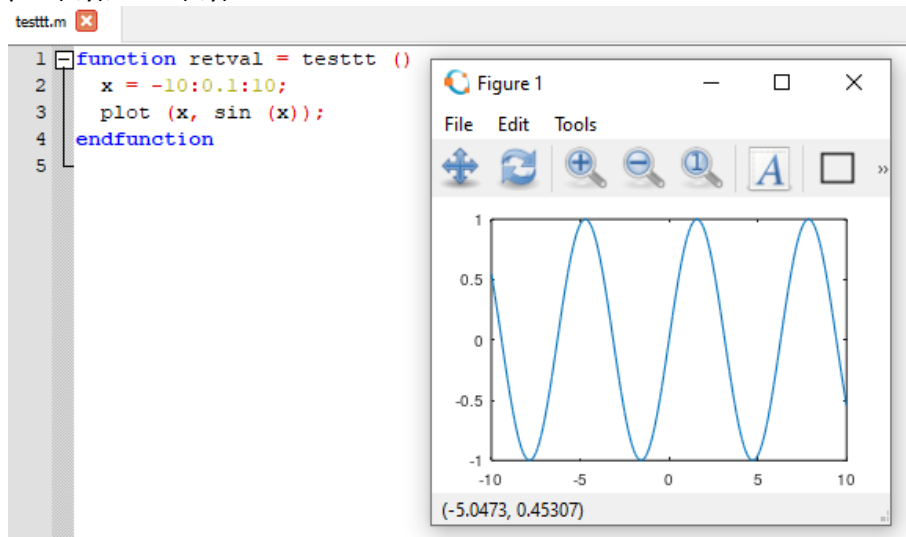 testtt.m
1 function retval = testtt ()
2 x = -10:0.1:10;
3 plot (x, sin (x));
4 endfunction
5
Figure 1
File Edit Tools
A »
1
0.5
0
-0.5
-1
-10 -5 0 5 10
(-5.0473, 0.45307)